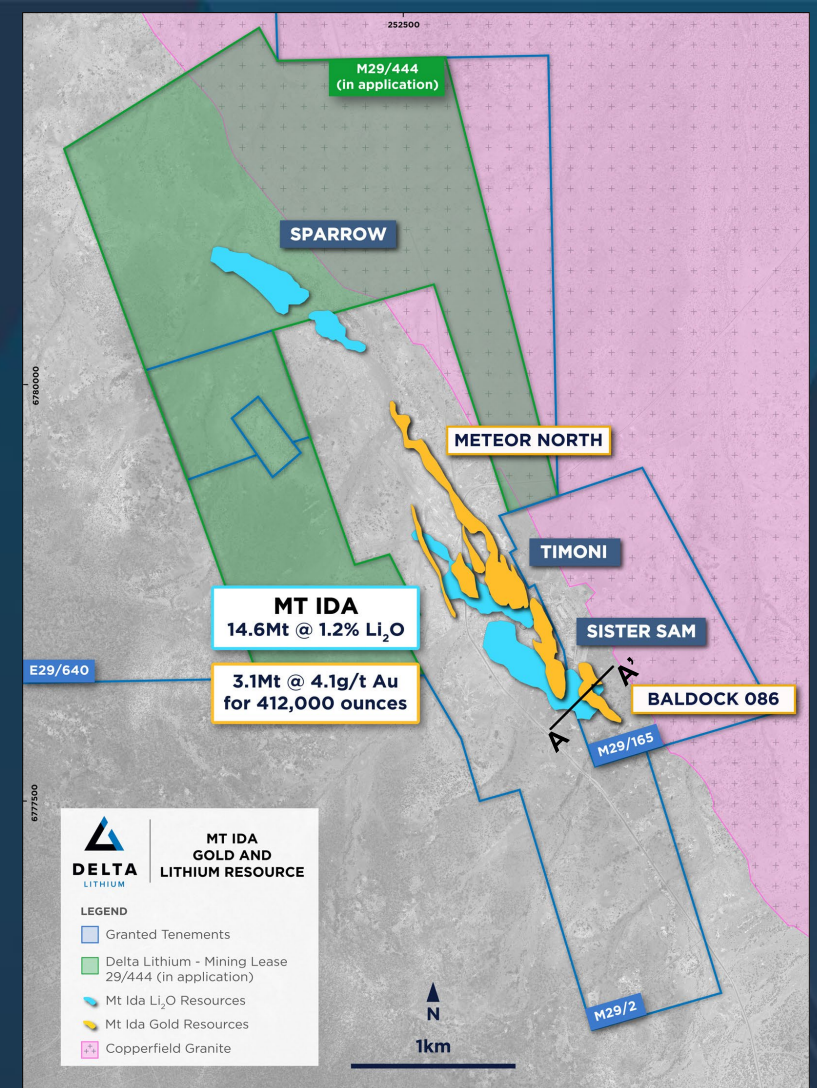 252500
M29/444
(in application)
SPARROW
6780000
METEOR NORTH
TIMONI
MT IDA
14.6Mt @ 1.2% Li₂O
SISTER SAM
E29/640
3.1Mt @ 4.1g/t Au
for 412,000 ounces
A'
BALDOCK 086
A
M29/165
6777500
DELTA
LITHIUM
MT IDA
GOLD AND
LITHIUM RESOURCE
LEGEND
Granted Tenements
Delta Lithium - Mining Lease
29/444 (in application)
Mt Ida Li₂O Resources
Mt Ida Gold Resources
Copperfield Granite
N
1km
M29/2